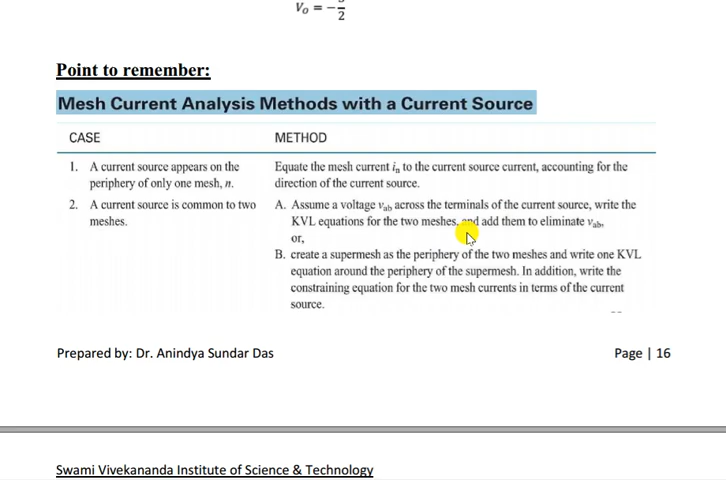 Vo = - /2
Point to remember:
Mesh Current Analysis Methods with a Current Source
CASE METHOD
1. A current source appears on the Equate the mesh current in to the current source current, accounting for the
periphery of only one mesh, n. direction of the current source.
2. A current source is common to two A. Assume a voltage vab across the terminals of the current source, write the
meshes. KVL equations for the two meshes, and add them to eliminate vab,
or,
B. create a supermesh as the periphery of the two meshes and write one KVL
equation around the periphery of the supermesh. In addition, write the
constraining equation for the two mesh currents in terms of the current
source.
Prepared by: Dr. Anindya Sundar Das Page | 16
Swami Vivekananda Institute of Science & Technology